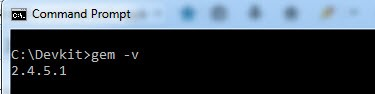 Command Prompt
C:\Devkit>gem -v
2.4.5.1